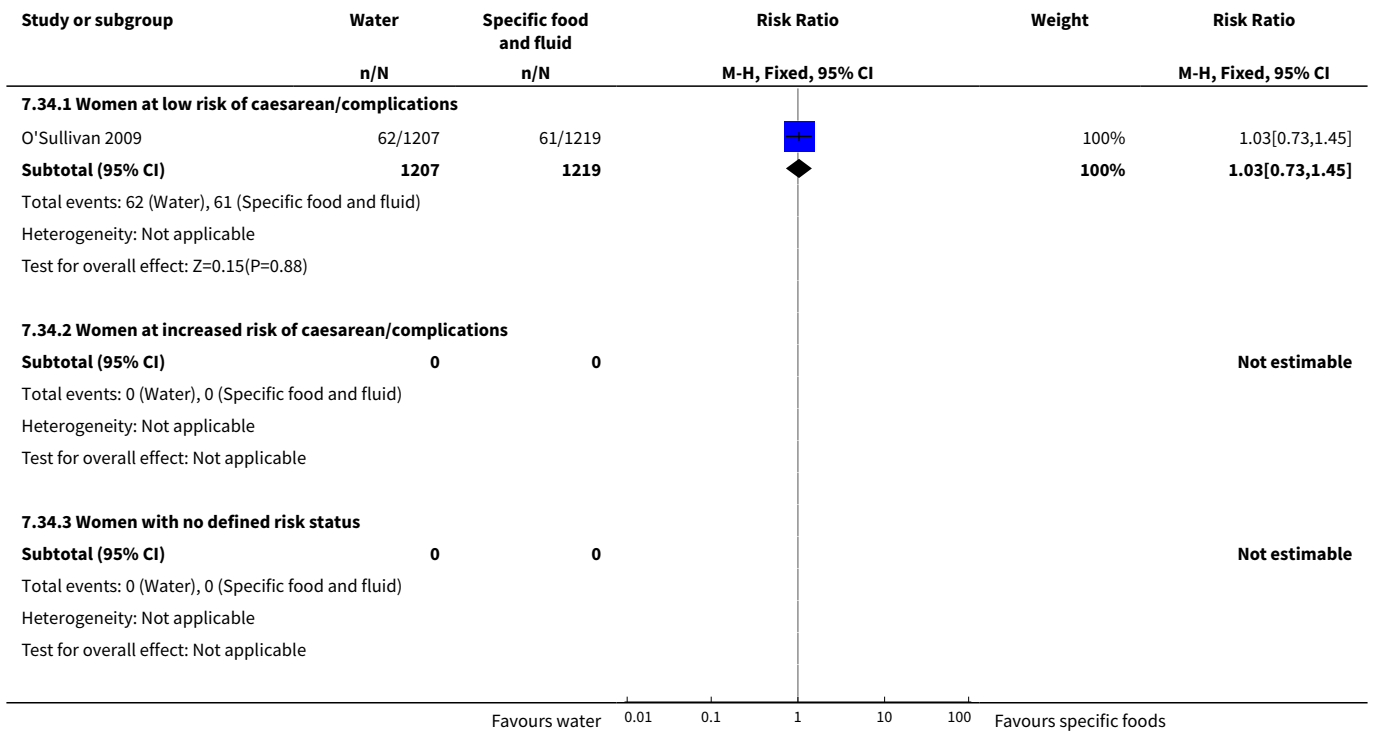 Study or subgroup Water Specific food and fluid Risk Ratio Weight Risk Ratio
n/N n/N M-H, Fixed, 95% CI M-H, Fixed, 95% CI
7.34.1 Women at low risk of caesarean/complications
O'Sullivan 2009 62/1207 61/1219 100% 1.03[0.73,1.45]
Subtotal (95% CI) 1207 1219 100% 1.03[0.73,1.45]
Total events: 62 (Water), 61 (Specific food and fluid)
Heterogeneity: Not applicable
Test for overall effect: Z=0.15(P=0.88)
7.34.2 Women at increased risk of caesarean/complications
Subtotal (95% CI) 0 0 Not estimable
Total events: 0 (Water), 0 (Specific food and fluid)
Heterogeneity: Not applicable
Test for overall effect: Not applicable
7.34.3 Women with no defined risk status
Subtotal (95% CI) 0 0 Not estimable
Total events: 0 (Water), 0 (Specific food and fluid)
Heterogeneity: Not applicable
Test for overall effect: Not applicable
Favours water 0.01 0.1 1 10 100 Favours specific foods